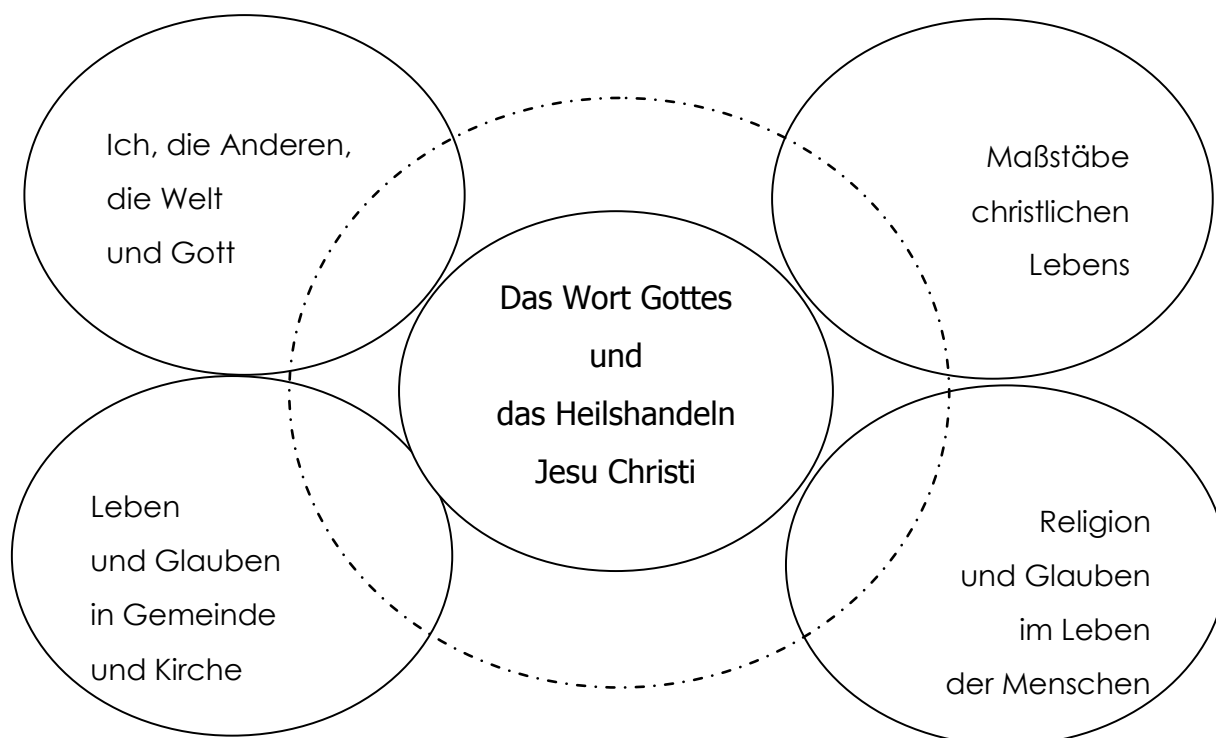 Ich, die Anderen,
die Welt
und Gott
Maßstäbe
christlichen
Lebens
Das Wort Gottes
und
das Heilshandeln
Jesu Christi
Leben
und Glauben
in Gemeinde
und Kirche
Religion
und Glauben
im Leben
der Menschen